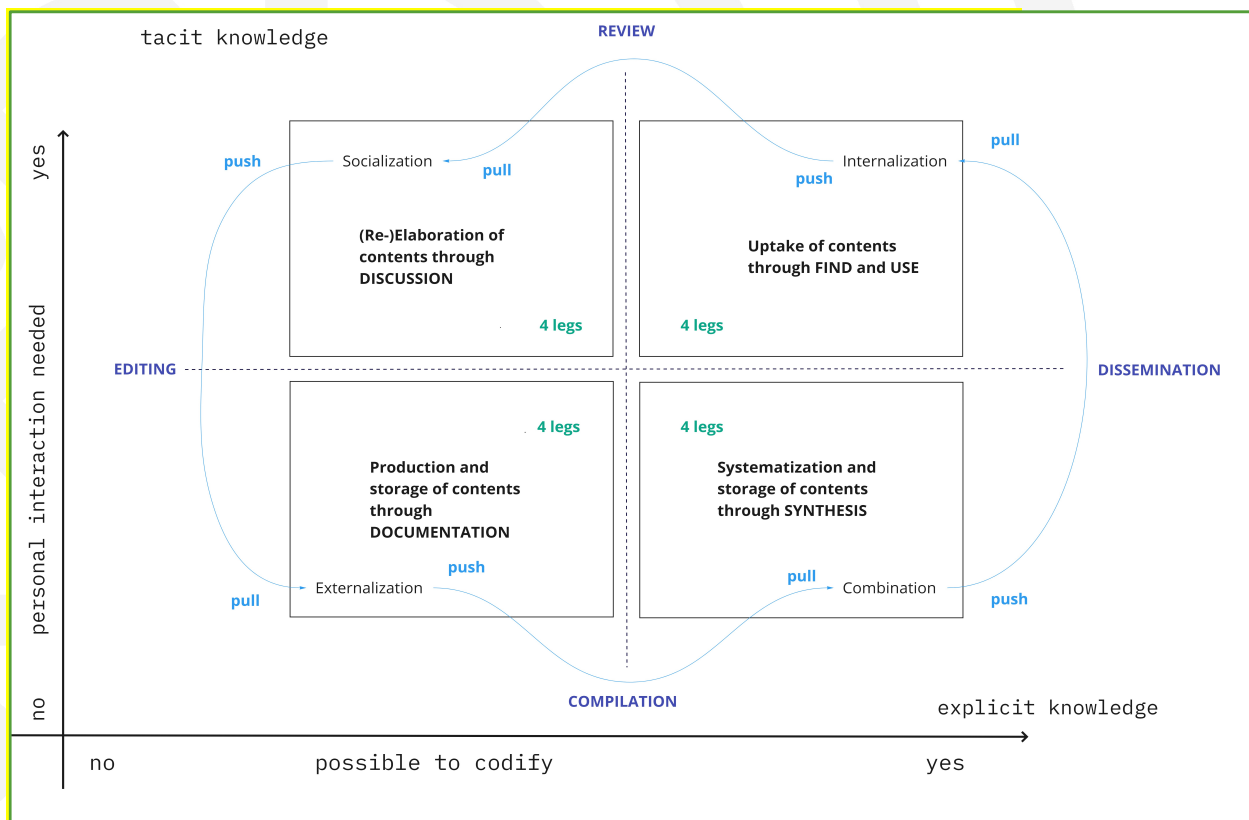 tacit knowledge
REVIEW
yes
push
Socialization
pull
Internalization
push
pull
(Re-)Elaboration of
contents through
DISCUSSION
Uptake of contents
through FIND and USE
4 legs
4 legs
EDITING
DISSEMINATION
personal interaction needed
4 legs
4 legs
Production and
storage of contents
through
DOCUMENTATION
Systematization and
storage of contents
through SYNTHESIS
push
pull
pull
Externalization
Combination
push
no
COMPILATION
explicit knowledge
no
possible to codify
yes